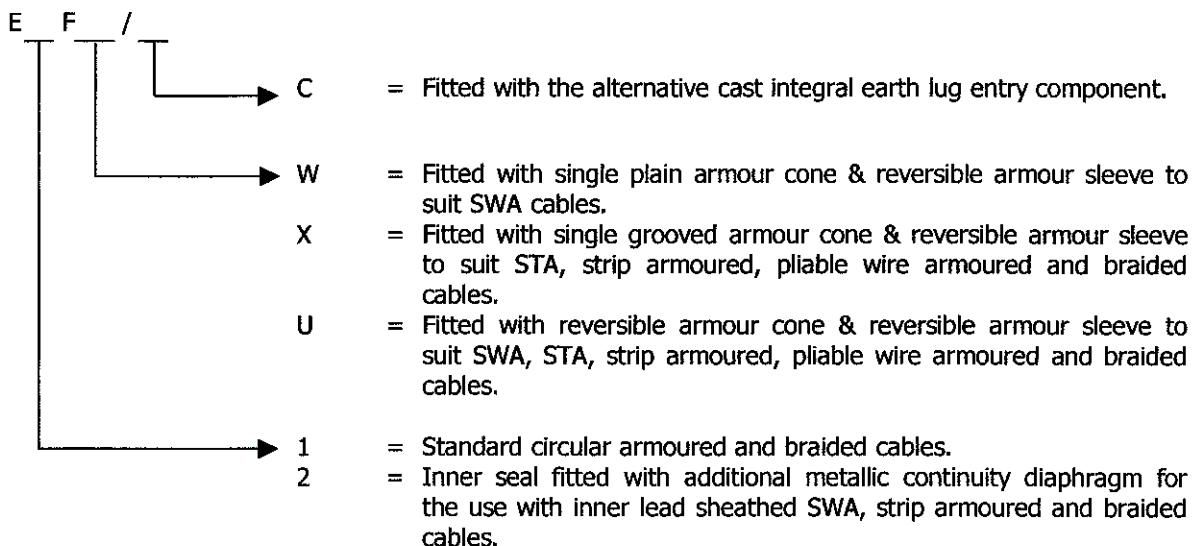 E F /
C = Fitted with the alternative cast integral earth lug entry component.
W = Fitted with single plain armour cone & reversible armour sleeve to
suit SWA cables.
X = Fitted with single grooved armour cone & reversible armour sleeve
to suit STA, strip armoured, pliable wire armoured and braided
cables.
U = Fitted with reversible armour cone & reversible armour sleeve to
suit SWA, STA, strip armoured, pliable wire armoured and braided
cables.
1 = Standard circular armoured and braided cables.
2 = Inner seal fitted with additional metallic continuity diaphragm for
the use with inner lead sheathed SWA, strip armoured and braided
cables.